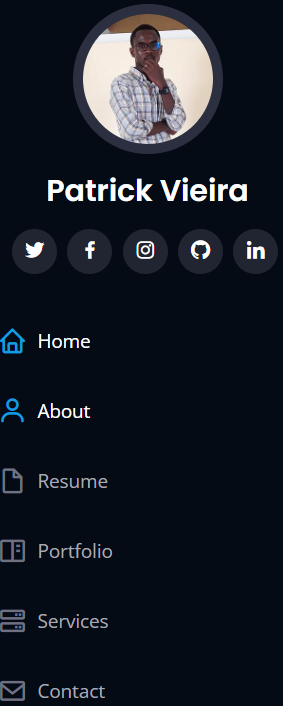 Patrick Vieira
Home
About
Resume
Portfolio
Services
Contact